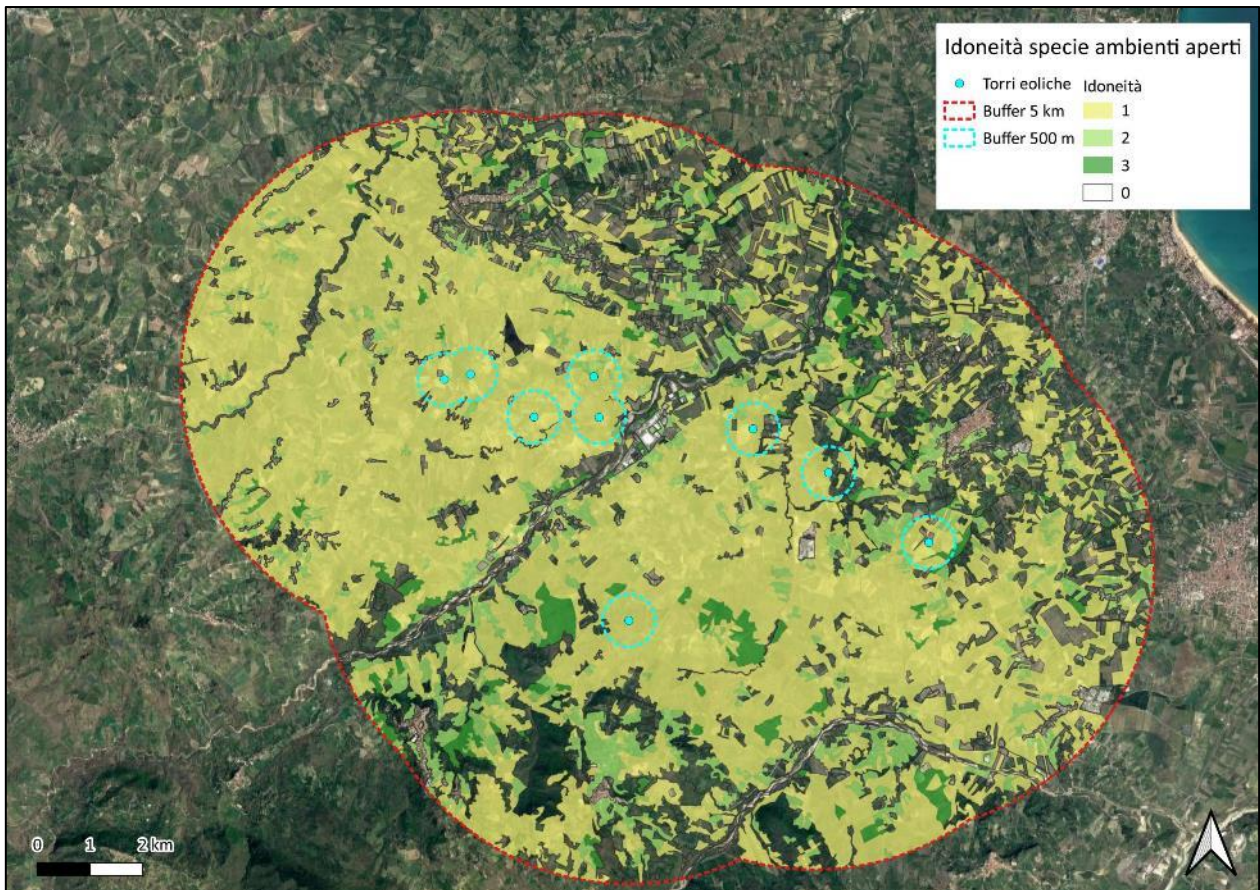 Idoneità specie ambienti aperti
Torri eoliche
Buffer 5 km
Buffer 500 m
Idoneità
1
2
3
0
0 1 2 km